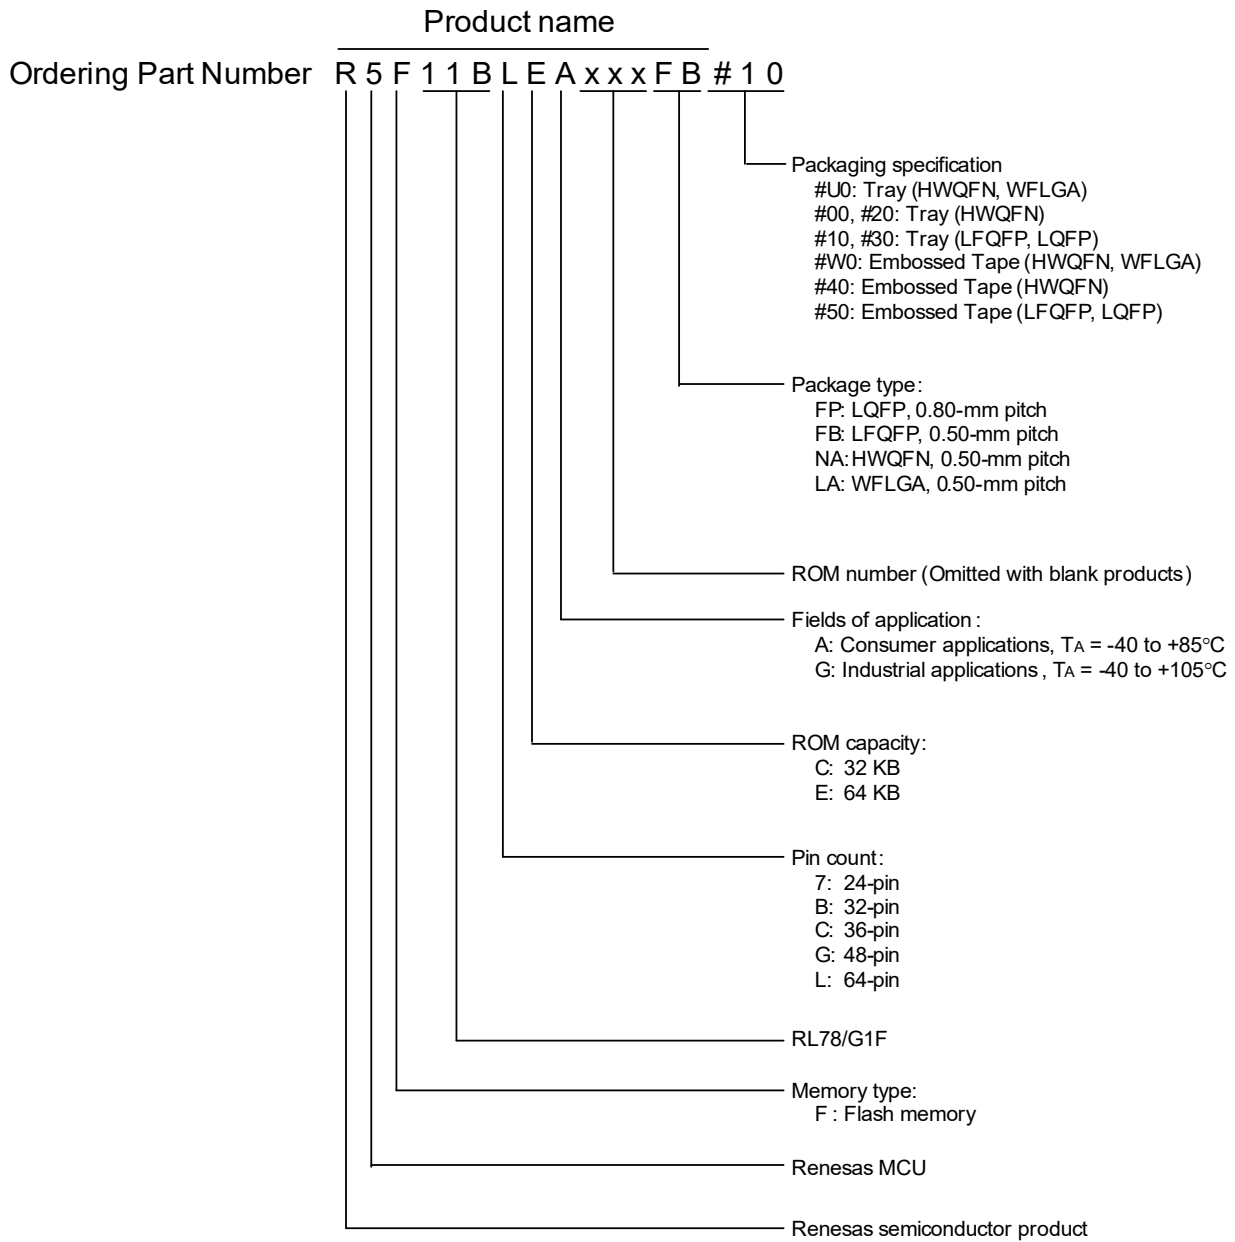 Product name
Ordering Part Number R 5 F 1 1 B L E A x x x F B # 1 0
Packaging specification
#U0: Tray (HWQFN, WFLGA)
#00, #20: Tray (HWQFN)
#10, #30: Tray (LFQFP, LQFP)
#W0: Embossed Tape (HWQFN, WFLGA)
#40: Embossed Tape (HWQFN)
#50: Embossed Tape (LFQFP, LQFP)
Package type:
FP: LQFP, 0.80-mm pitch
FB: LFQFP, 0.50-mm pitch
NA: HWQFN, 0.50-mm pitch
LA: WFLGA, 0.50-mm pitch
ROM number (Omitted with blank products)
Fields of application :
A: Consumer applications, TA = -40 to +85°C
G: Industrial applications , TA = -40 to +105°C
ROM capacity:
C: 32 KB
E: 64 KB
Pin count:
7: 24-pin
B: 32-pin
C: 36-pin
G: 48-pin
L: 64-pin
RL78/G1F
Memory type:
F : Flash memory
Renesas MCU
Renesas semiconductor product